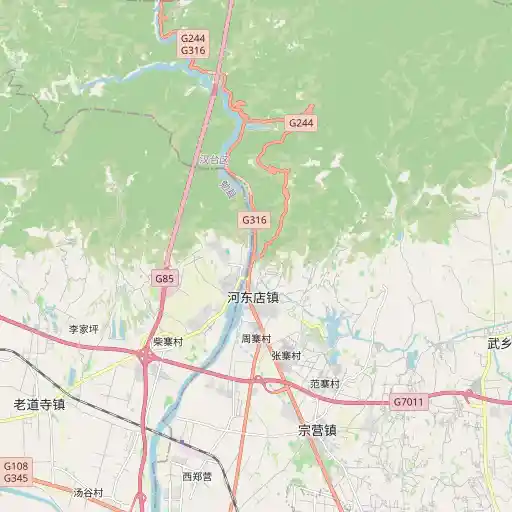 G244
G316
G244
汉台区
勉县
G316
G85
河东店镇
李家坪
柴寨村
周寨村
武乡
张寨村
范寨村
老道寺镇
G7011
宗营镇
G108
G345
西郑营
汤谷村